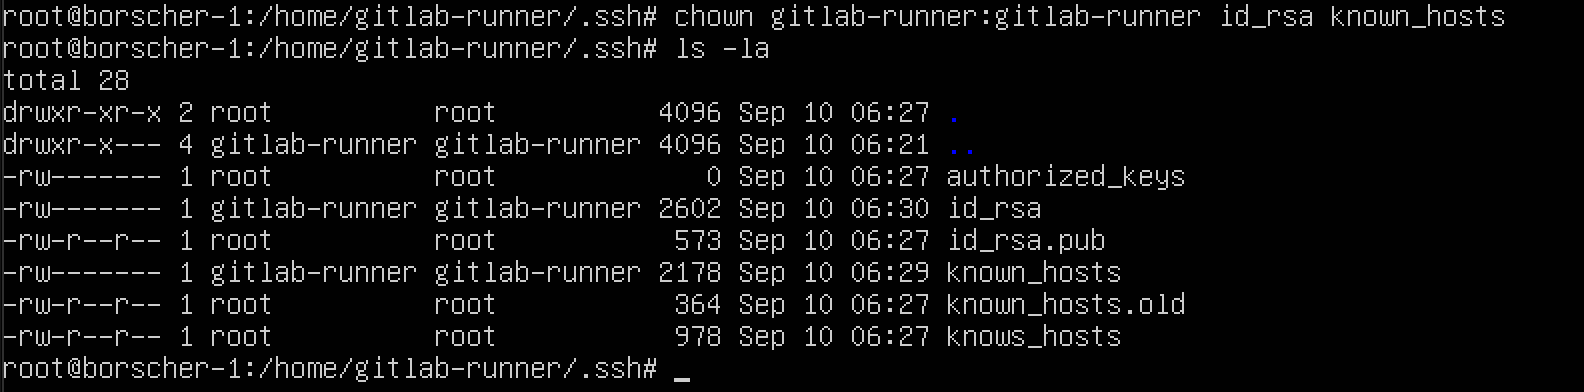 root@borscher-1:/home/gitlab-runner/.ssh# chown gitlab-runner:gitlab-runner id_rsa known_hosts
root@borscher-1:/home/gitlab-runner/.ssh# ls -la
total 28
drwxr-xr-x 2 root          root          4096 Sep 10 06:27 .
drwxr-x--- 4 gitlab-runner gitlab-runner 4096 Sep 10 06:21 ..
-rw------- 1 root          root             0 Sep 10 06:27 authorized_keys
-rw------- 1 gitlab-runner gitlab-runner 2602 Sep 10 06:30 id_rsa
-rw-r--r-- 1 root          root           573 Sep 10 06:27 id_rsa.pub
-rw------- 1 gitlab-runner gitlab-runner 2178 Sep 10 06:29 known_hosts
-rw-r--r-- 1 root          root           364 Sep 10 06:27 known_hosts.old
-rw-r--r-- 1 root          root           978 Sep 10 06:27 knows_hosts
root@borscher-1:/home/gitlab-runner/.ssh# _